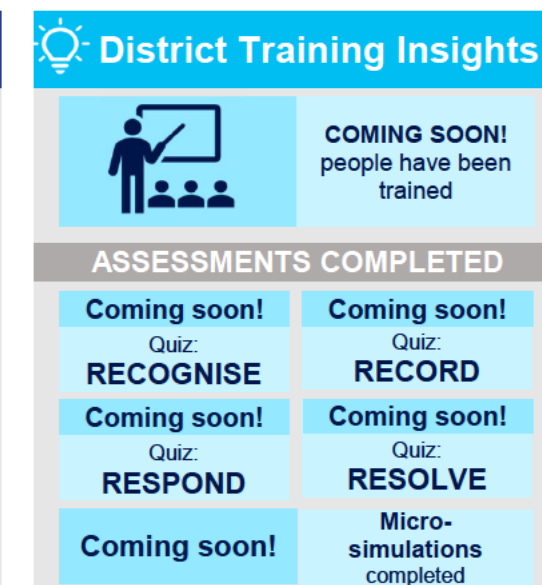 District Training Insights
COMING SOON!
people have been
trained
ASSESSMENTS COMPLETED
Coming soon!
Quiz:
RECOGNISE
Coming soon!
Quiz:
RECORD
Coming soon!
Quiz:
RESPOND
Coming soon!
Quiz:
RESOLVE
Coming soon!
Micro-
simulations
completed